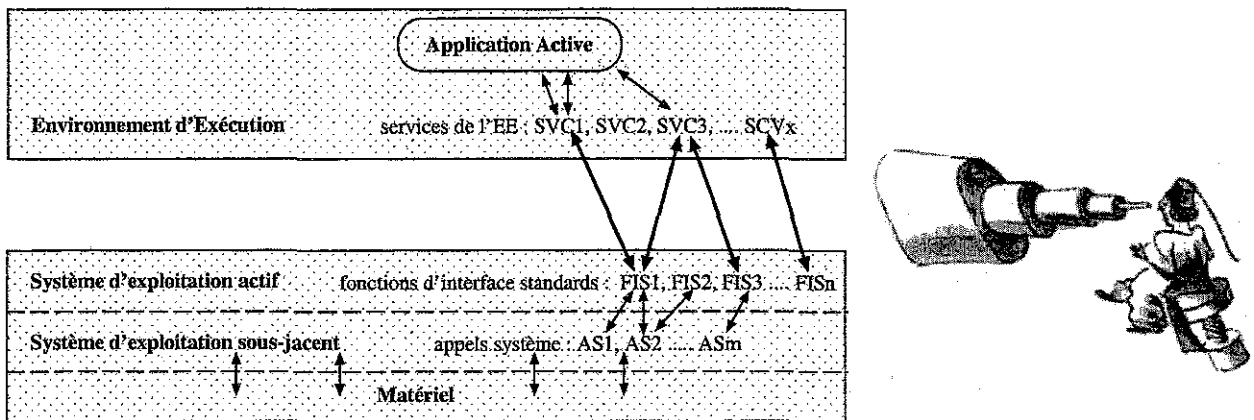 Application Active
Environnement d'Exécution services de l'EE : SVC1, SVC2, SVC3, .... SCVx
Système d'exploitation actif fonctions d'interface standards : FIS1, FIS2, FIS3 .... FISn
Système d'exploitation sous-jacent appels système : AS1, AS2 ..... ASm
Matériel